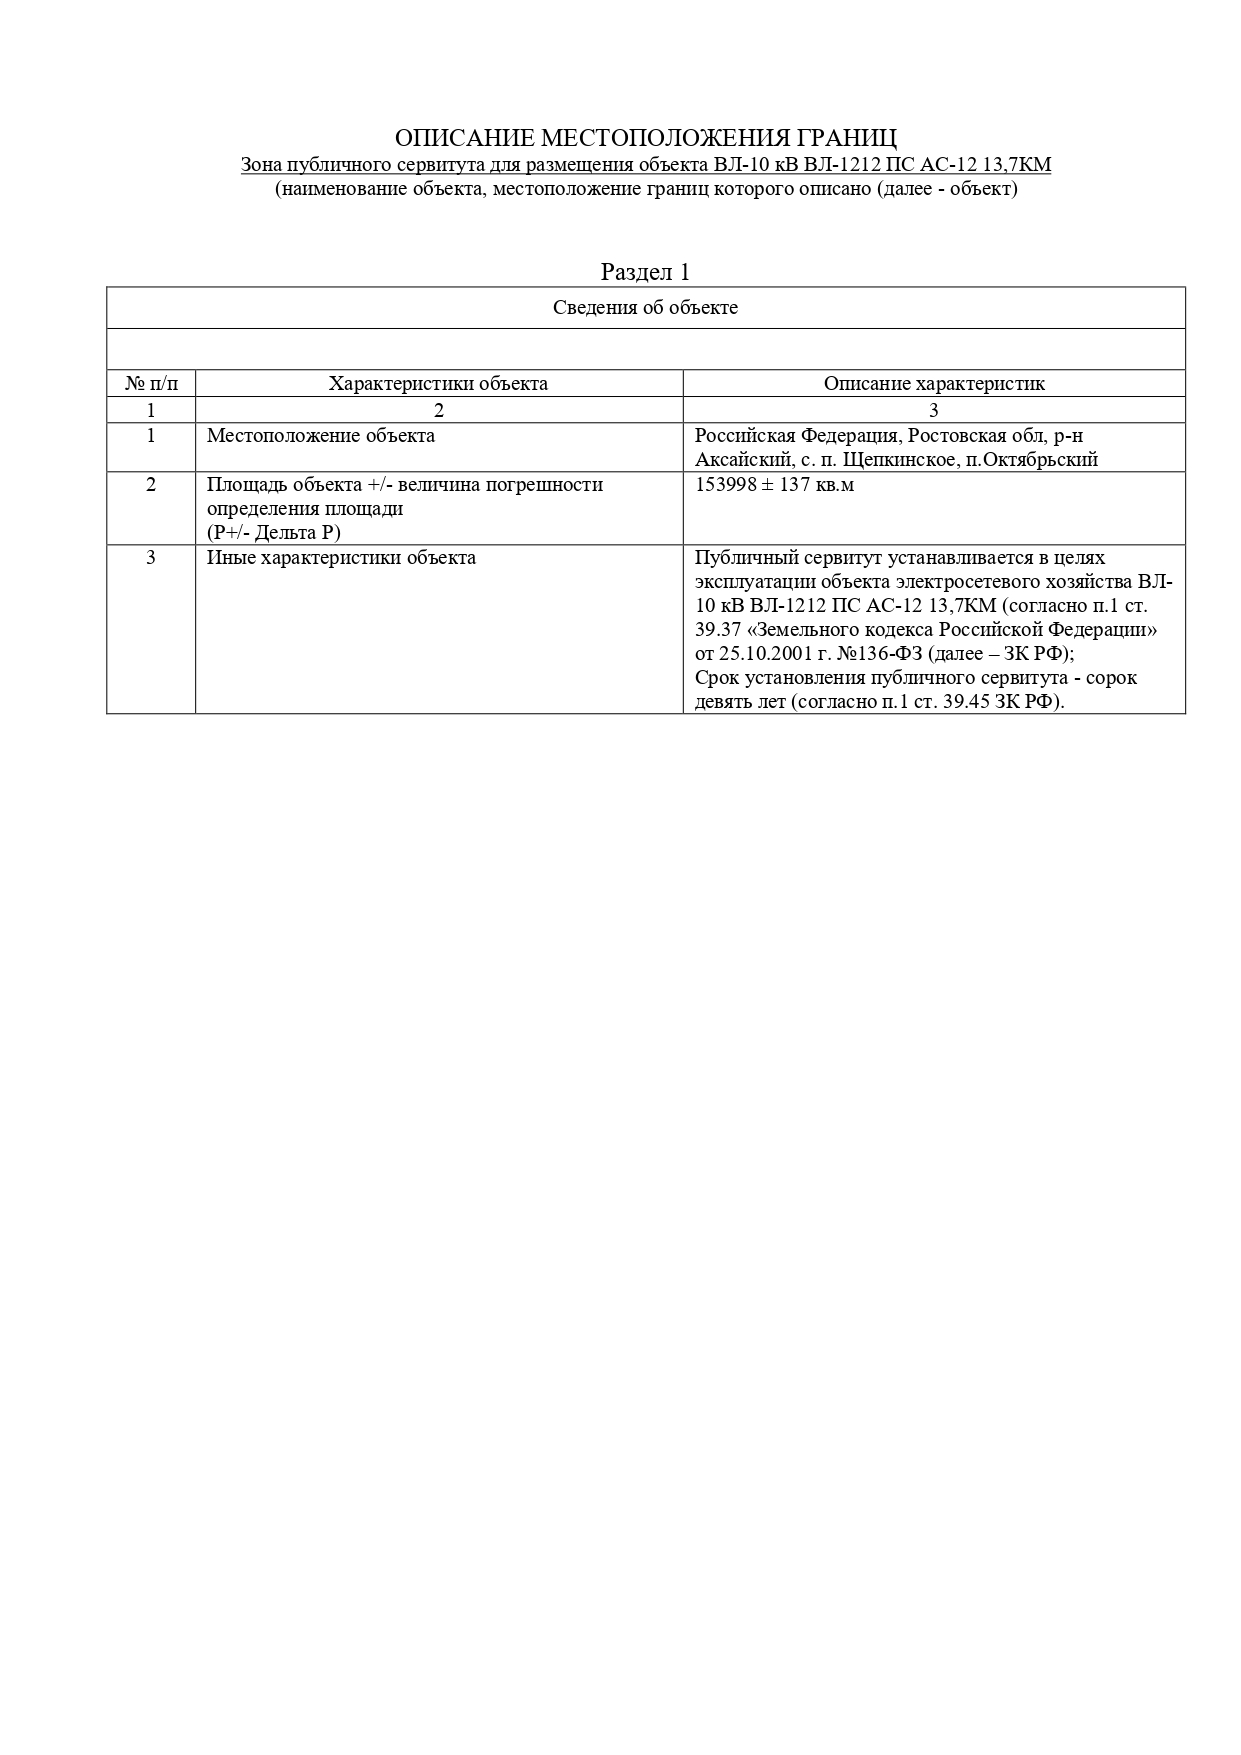 ОПИСАНИЕ МЕСТОПОЛОЖЕНИЯ ГРАНИЦ
Зона публичного сервитута для размещения объекта ВЛ-10 кВ ВЛ-1212 ПС АС-12 13,7КМ
(наименование объекта, местоположение границ которого описано (далее - объект)
Раздел 1
Сведения об объекте
№ п/п Характеристики объекта Описание характеристик
1 2 3
1 Местоположение объекта Российская Федерация, Ростовская обл, р-н
Аксайский, с. п. Щепкинское, п.Октябрьский
2 Площадь объекта +/- величина погрешности 153998 ± 137 кв.м
определения площади
(Р+/- Дельта Р)
3 Иные характеристики объекта Публичный сервитут устанавливается в целях
эксплуатации объекта электросетевого хозяйства ВЛ-
10 кВ ВЛ-1212 ПС АС-12 13,7КМ (согласно п.1 ст.
39.37 «Земельного кодекса Российской Федерации»
от 25.10.2001 г. №136-ФЗ (далее – ЗК РФ);
Срок установления публичного сервитута - сорок
девять лет (согласно п.1 ст. 39.45 ЗК РФ).